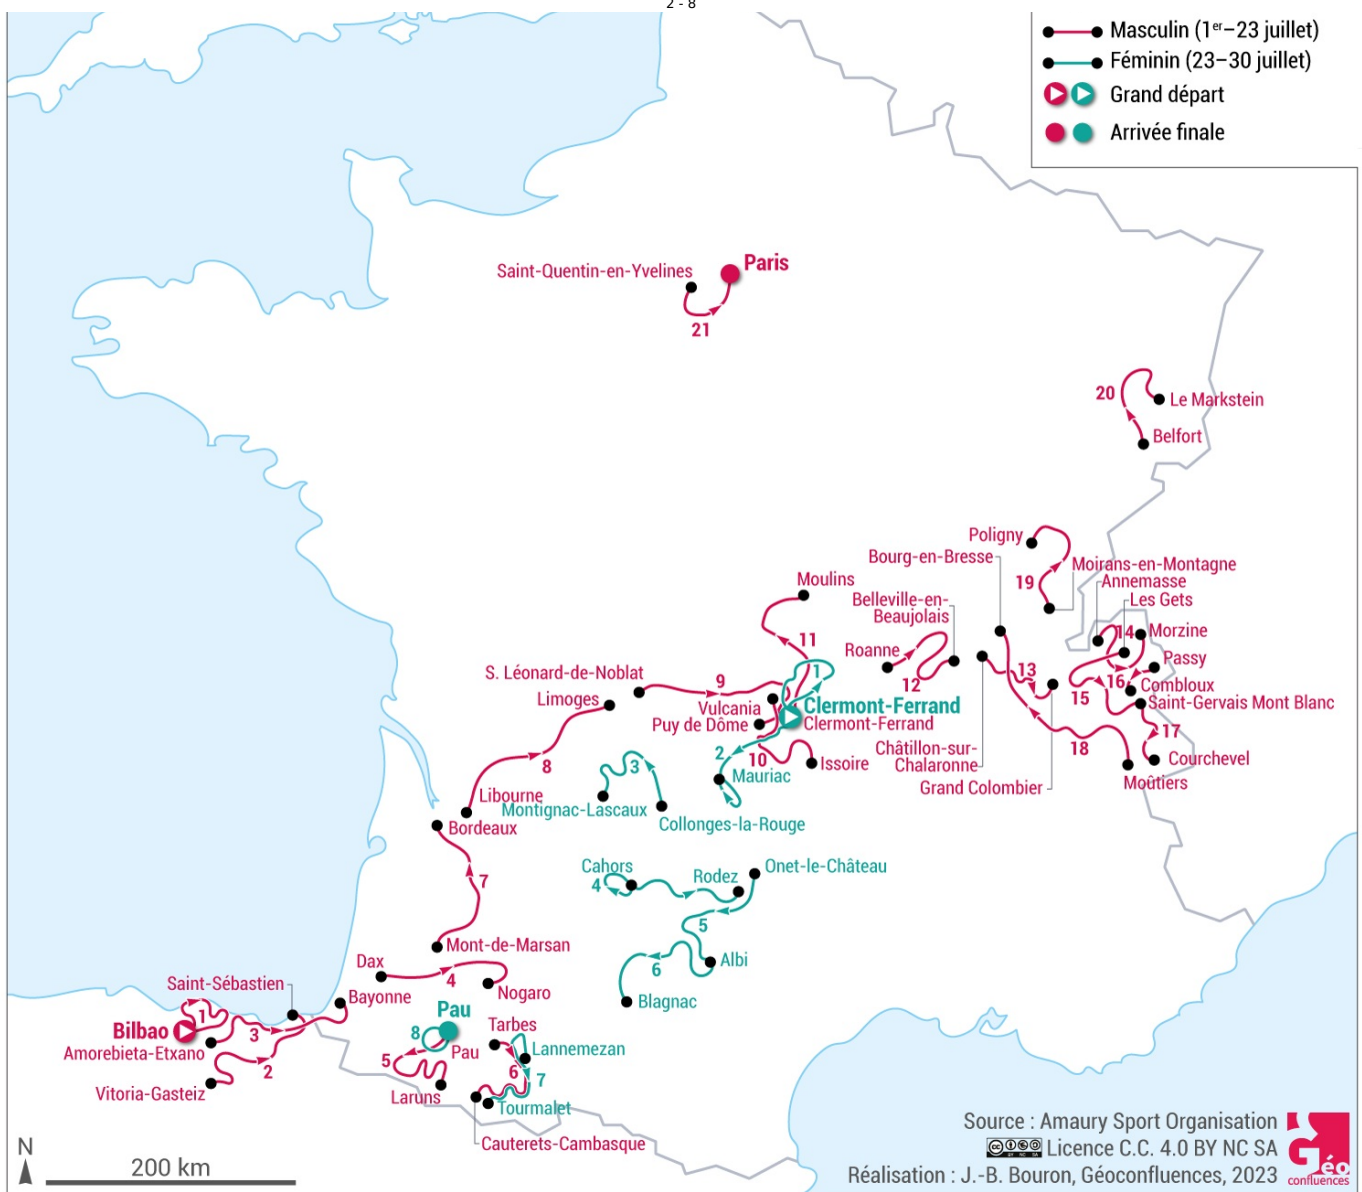 2 - 8
Masculin (1er–23 juillet)
Féminin (23–30 juillet)
Grand départ
Arrivée finale
Saint-Quentin-en-Yvelines
Paris
21
20
Le Markstein
Belfort
Poligny
Bourg-en-Bresse
19
Moirans-en-Montagne
Annemasse
Les Gets
Moulins
Belleville-en-
Beaujolais
14
Morzine
11
Roanne
12
13
Passy
1
16
15
Combloux
S. Léonard-de-Noblat
9
Limoges
Vulcania
Clermont-Ferrand
Saint-Gervais Mont Blanc
Puy de Dôme
Clermont-Ferrand
17
2
10
Issoire
Châtillon-sur-
Chalaronne
18
Courchevel
8
3
Mauriac
Grand Colombier
Moûtiers
Libourne
Montignac-Lascaux
Bordeaux
Collonges-la-Rouge
Cahors
4
Rodez
Onet-le-Château
7
5
Mont-de-Marsan
Albi
6
Dax
4
Nogaro
Blagnac
Saint-Sébastien
Bayonne
Bilbao
1
3
Pau
8
Tarbes
Amorebieta-Etxano
Pau
Lannemezan
2
5
6
7
Vitoria-Gasteiz
Laruns
Tourmalet
Cauterets-Cambasque
N
200 km
Source : Amaury Sport Organisation
Licence C.C. 4.0 BY NC SA
Réalisation : J.-B. Bouron, Géoconfluences, 2023
Géo
confluences